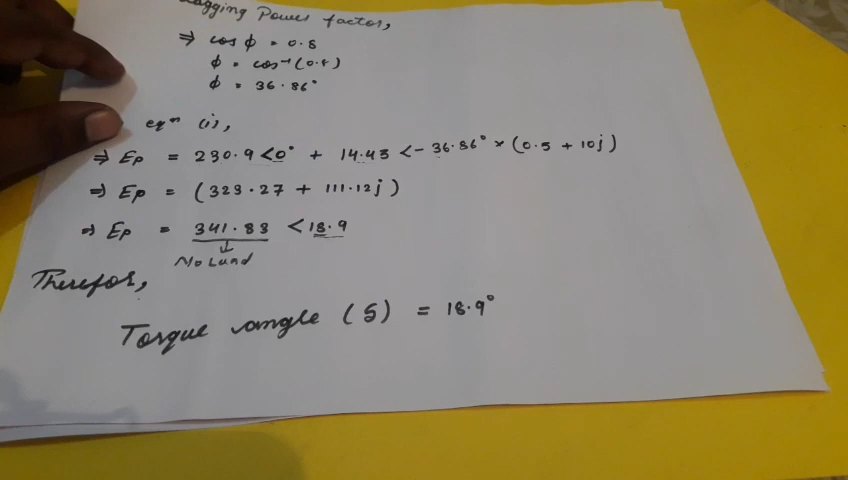 lagging Power factor,
⇒ cos ϕ = 0.8
ϕ = cos⁻¹(0.8)
ϕ = 36.86°
eqⁿ (i),
⇒ Ep = 230.9 <0° + 14.43 <-36.86° × (0.5 + 10j)
⇒ Ep = (323.27 + 111.12j)
⇒ Ep = 341.83 <18.9
↓
No Load
Therefor,
Torque angle (δ) = 18.9°